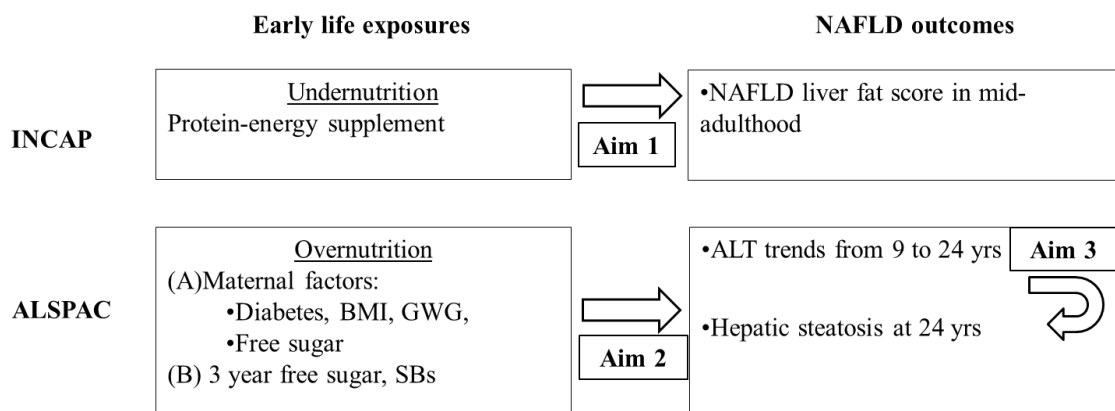 Early life exposures
NAFLD outcomes
INCAP
Undernutrition
Protein-energy supplement
Aim 1
•NAFLD liver fat score in mid-
adulthood
ALSPAC
Overnutrition
(A)Maternal factors:
•Diabetes, BMI, GWG,
•Free sugar
(B) 3 year free sugar, SBs
Aim 2
•ALT trends from 9 to 24 yrs
Aim 3
•Hepatic steatosis at 24 yrs